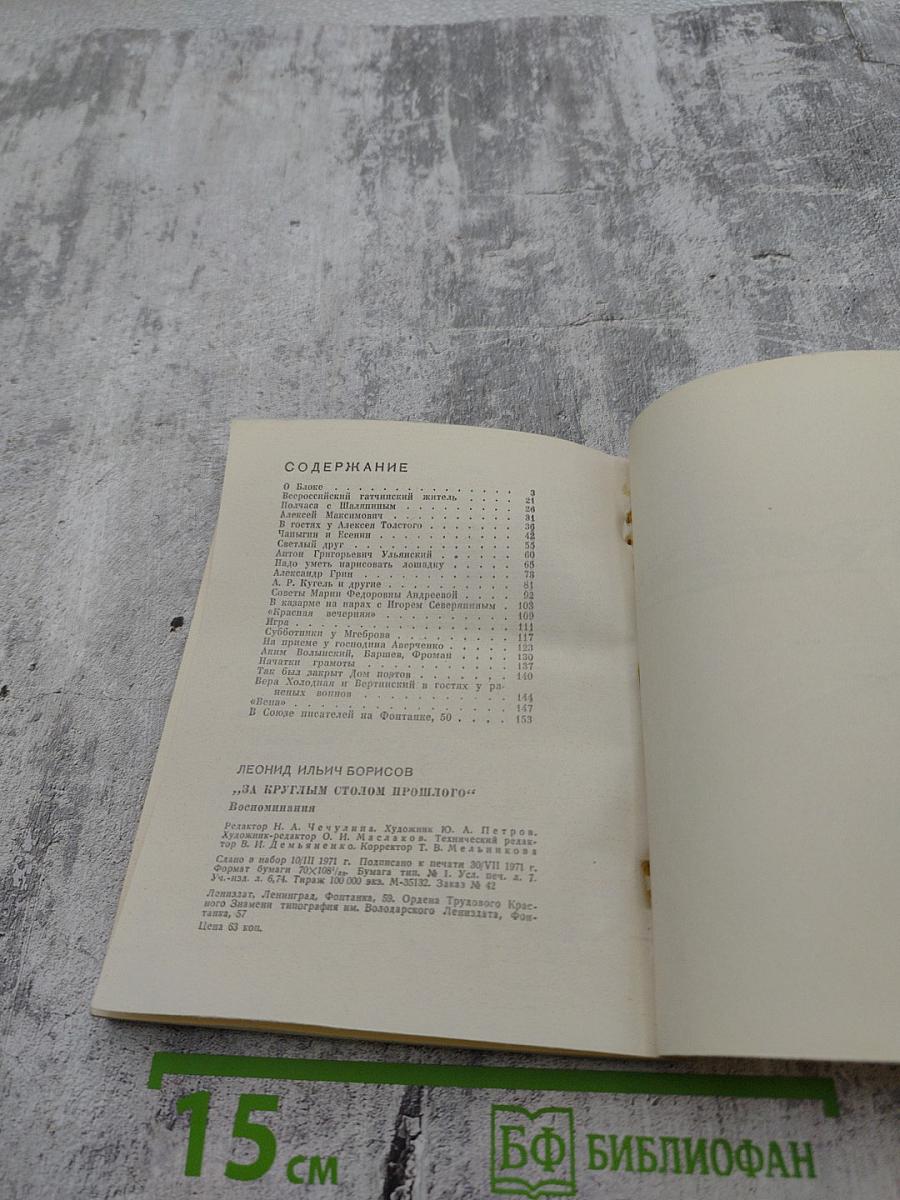 СОДЕРЖАНИЕ
О Блоке . . . . . . . . . . . . . . . 3
Всероссийский гатчинский житель . . . . 21
Полчаса с Шаляпиным . . . . . . . . . . 26
Алексей Максимович . . . . . . . . . . 31
В гостях у Алексея Толстого . . . . . . 36
Чапыгин и Есенин . . . . . . . . . . . 42
Светлый друг . . . . . . . . . . . . . 55
Антон Григорьевич Ульянский . . . . . . 60
Надо уметь нарисовать лошадку . . . . . 65
Александр Грин . . . . . . . . . . . . 73
А. Р. Кугель и другие . . . . . . . . . 81
Советы Марии Федоровны Андреевой . . . . 92
В казарме на нарах с Игорем Северяниным . 103
«Красная вечерняя» . . . . . . . . . . 109
Игра . . . . . . . . . . . . . . . . . 111
Субботники у Мгеброва . . . . . . . . . 117
На приеме у господина Аверченко . . . . 123
Аким Волынский, Баршев, Фроман . . . . . 130
Начатки грамоты . . . . . . . . . . . . 137
Так был закрыт Дом поэтов . . . . . . . 140
Вера Холодная и Вертинский в гостях у ра-
неных воинов . . . . . . . . . . . . . 144
«Вена» . . . . . . . . . . . . . . . . 147
В Союзе писателей на Фонтанке, 50 . . . . 153
ЛЕОНИД ИЛЬИЧ БОРИСОВ
„ЗА КРУГЛЫМ СТОЛОМ ПРОШЛОГО“
Воспоминания
Редактор Н. А. Чечулина. Художник Ю. А. Петров.
Художник-редактор О. И. Маслаков. Технический редак-
тор В. И. Демьяненко. Корректор Т. В. Мельникова
Сдано в набор 10/III 1971 г. Подписано к печати 30/VII 1971 г.
Формат бумаги 70×108¹/₃₂. Бумага тип. № 1. Усл. печ. л. 7.
Уч.-изд. л. 6,74. Тираж 100 000 экз. М-35132. Заказ № 42
Лениздат, Ленинград, Фонтанка, 59. Ордена Трудового Крас-
ного Знамени типография им. Володарского Лениздата, Фон-
танка, 57
Цена 63 коп.
15 см
БФ БИБЛИОФАН